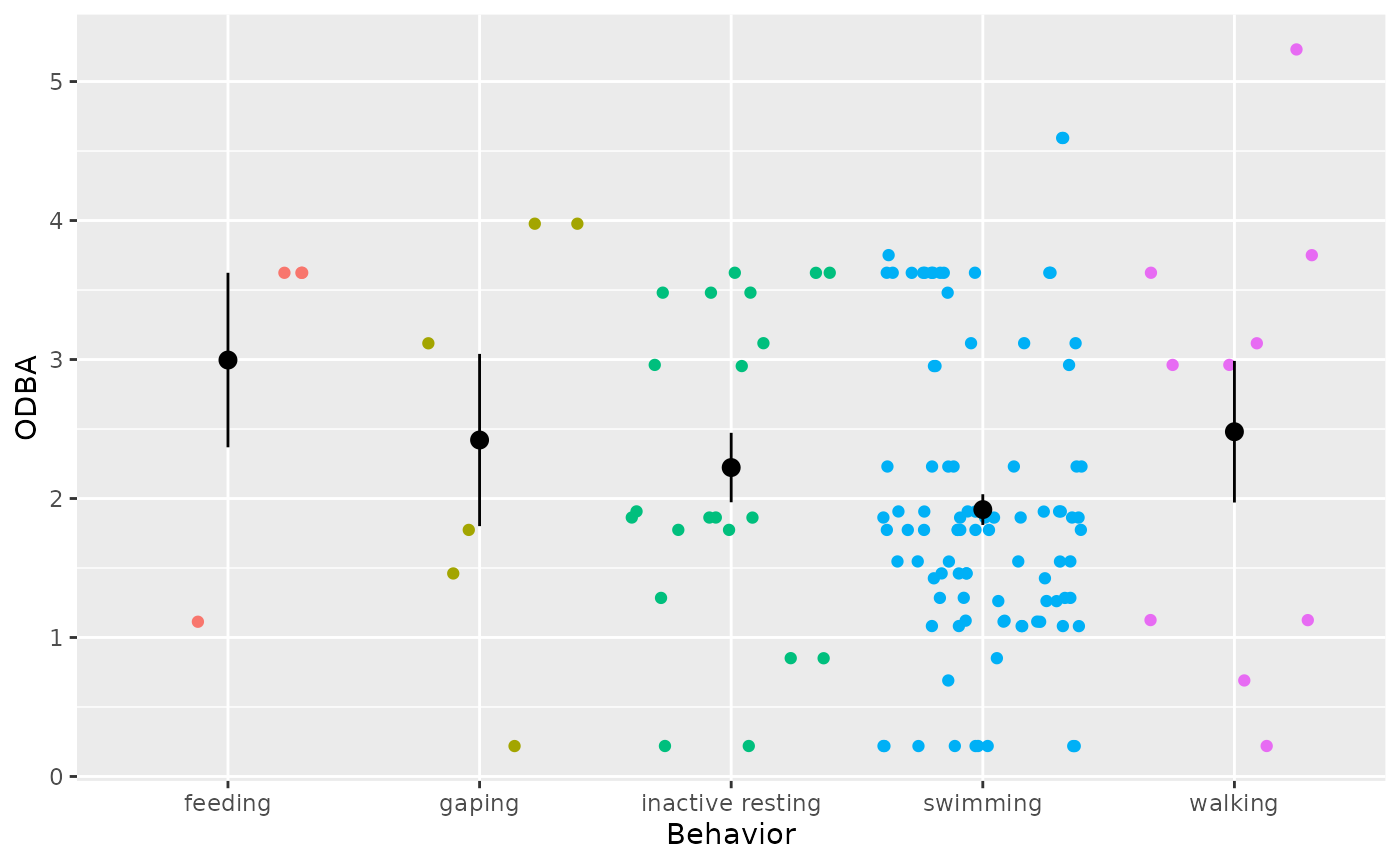 5
4
3
2
1
0
ODBA
feeding
gaping
inactive resting
swimming
walking
Behavior